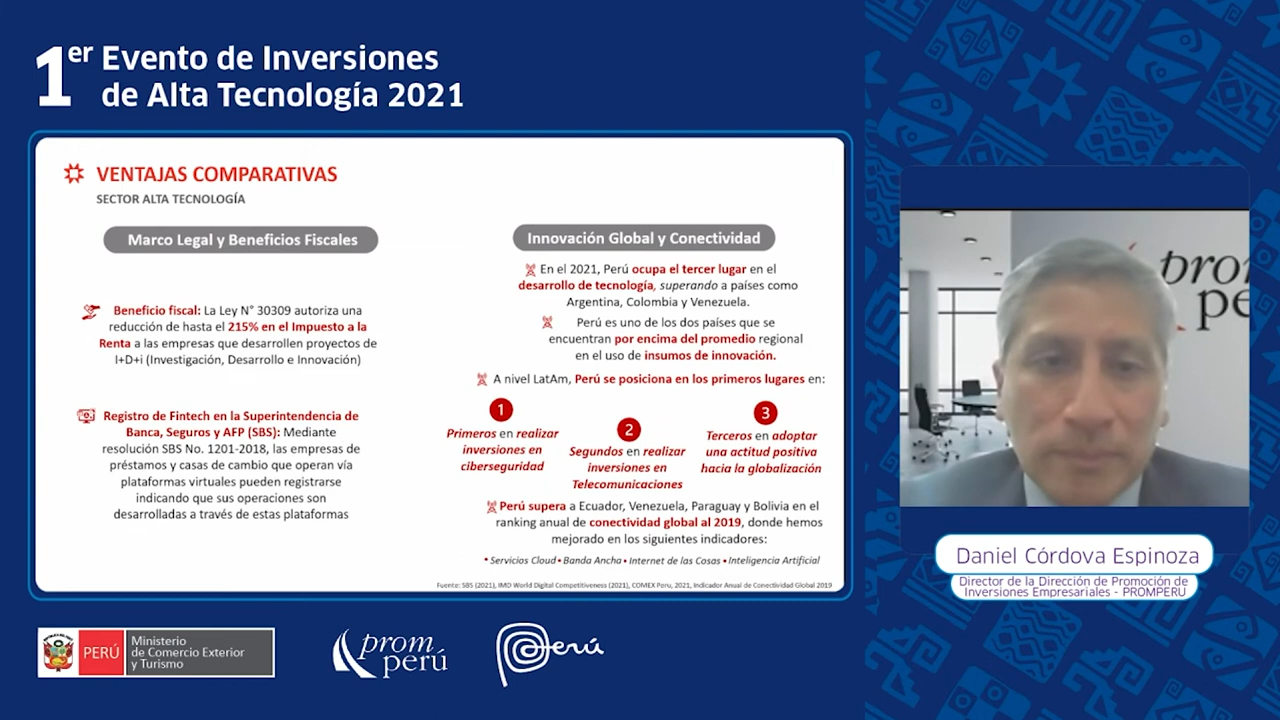 1er Evento de Inversiones
de Alta Tecnología 2021
VENTAJAS COMPARATIVAS
SECTOR ALTA TECNOLOGÍA
Marco Legal y Beneficios Fiscales
Beneficio fiscal: La Ley N° 30309 autoriza una
reducción de hasta el 215% en el Impuesto a la
Renta a las empresas que desarrollen proyectos de
I+D+i (Investigación, Desarrollo e Innovación)
Registro de Fintech en la Superintendencia de
Banca, Seguros y AFP (SBS): Mediante
resolución SBS No. 1201-2018, las empresas de
préstamos y casas de cambio que operan vía
plataformas virtuales pueden registrarse
indicando que sus operaciones son
desarrolladas a través de estas plataformas
Innovación Global y Conectividad
En el 2021, Perú ocupa el tercer lugar en el
desarrollo de tecnología, superando a países como
Argentina, Colombia y Venezuela.
Perú es uno de los dos países que se
encuentran por encima del promedio regional
en el uso de insumos de innovación.
A nivel LatAm, Perú se posiciona en los primeros lugares en:
1
Primeros en realizar
inversiones en
ciberseguridad
2
Segundos en realizar
inversiones en
Telecomunicaciones
3
Terceros en adoptar
una actitud positiva
hacia la globalización
Perú supera a Ecuador, Venezuela, Paraguay y Bolivia en el
ranking anual de conectividad global al 2019, donde hemos
mejorado en los siguientes indicadores:
• Servicios Cloud • Banda Ancha • Internet de las Cosas • Inteligencia Artificial
Fuente: SBS (2021), IMD World Digital Competitiveness (2021), COMEX Peru, 2021, Indicador Anual de Conectividad Global 2019
prom
pe
Daniel Córdova Espinoza
Director de la Dirección de Promoción de
Inversiones Empresariales - PROMPERÚ
PERÚ
Ministerio
de Comercio Exterior
y Turismo
prom
perú
Perú